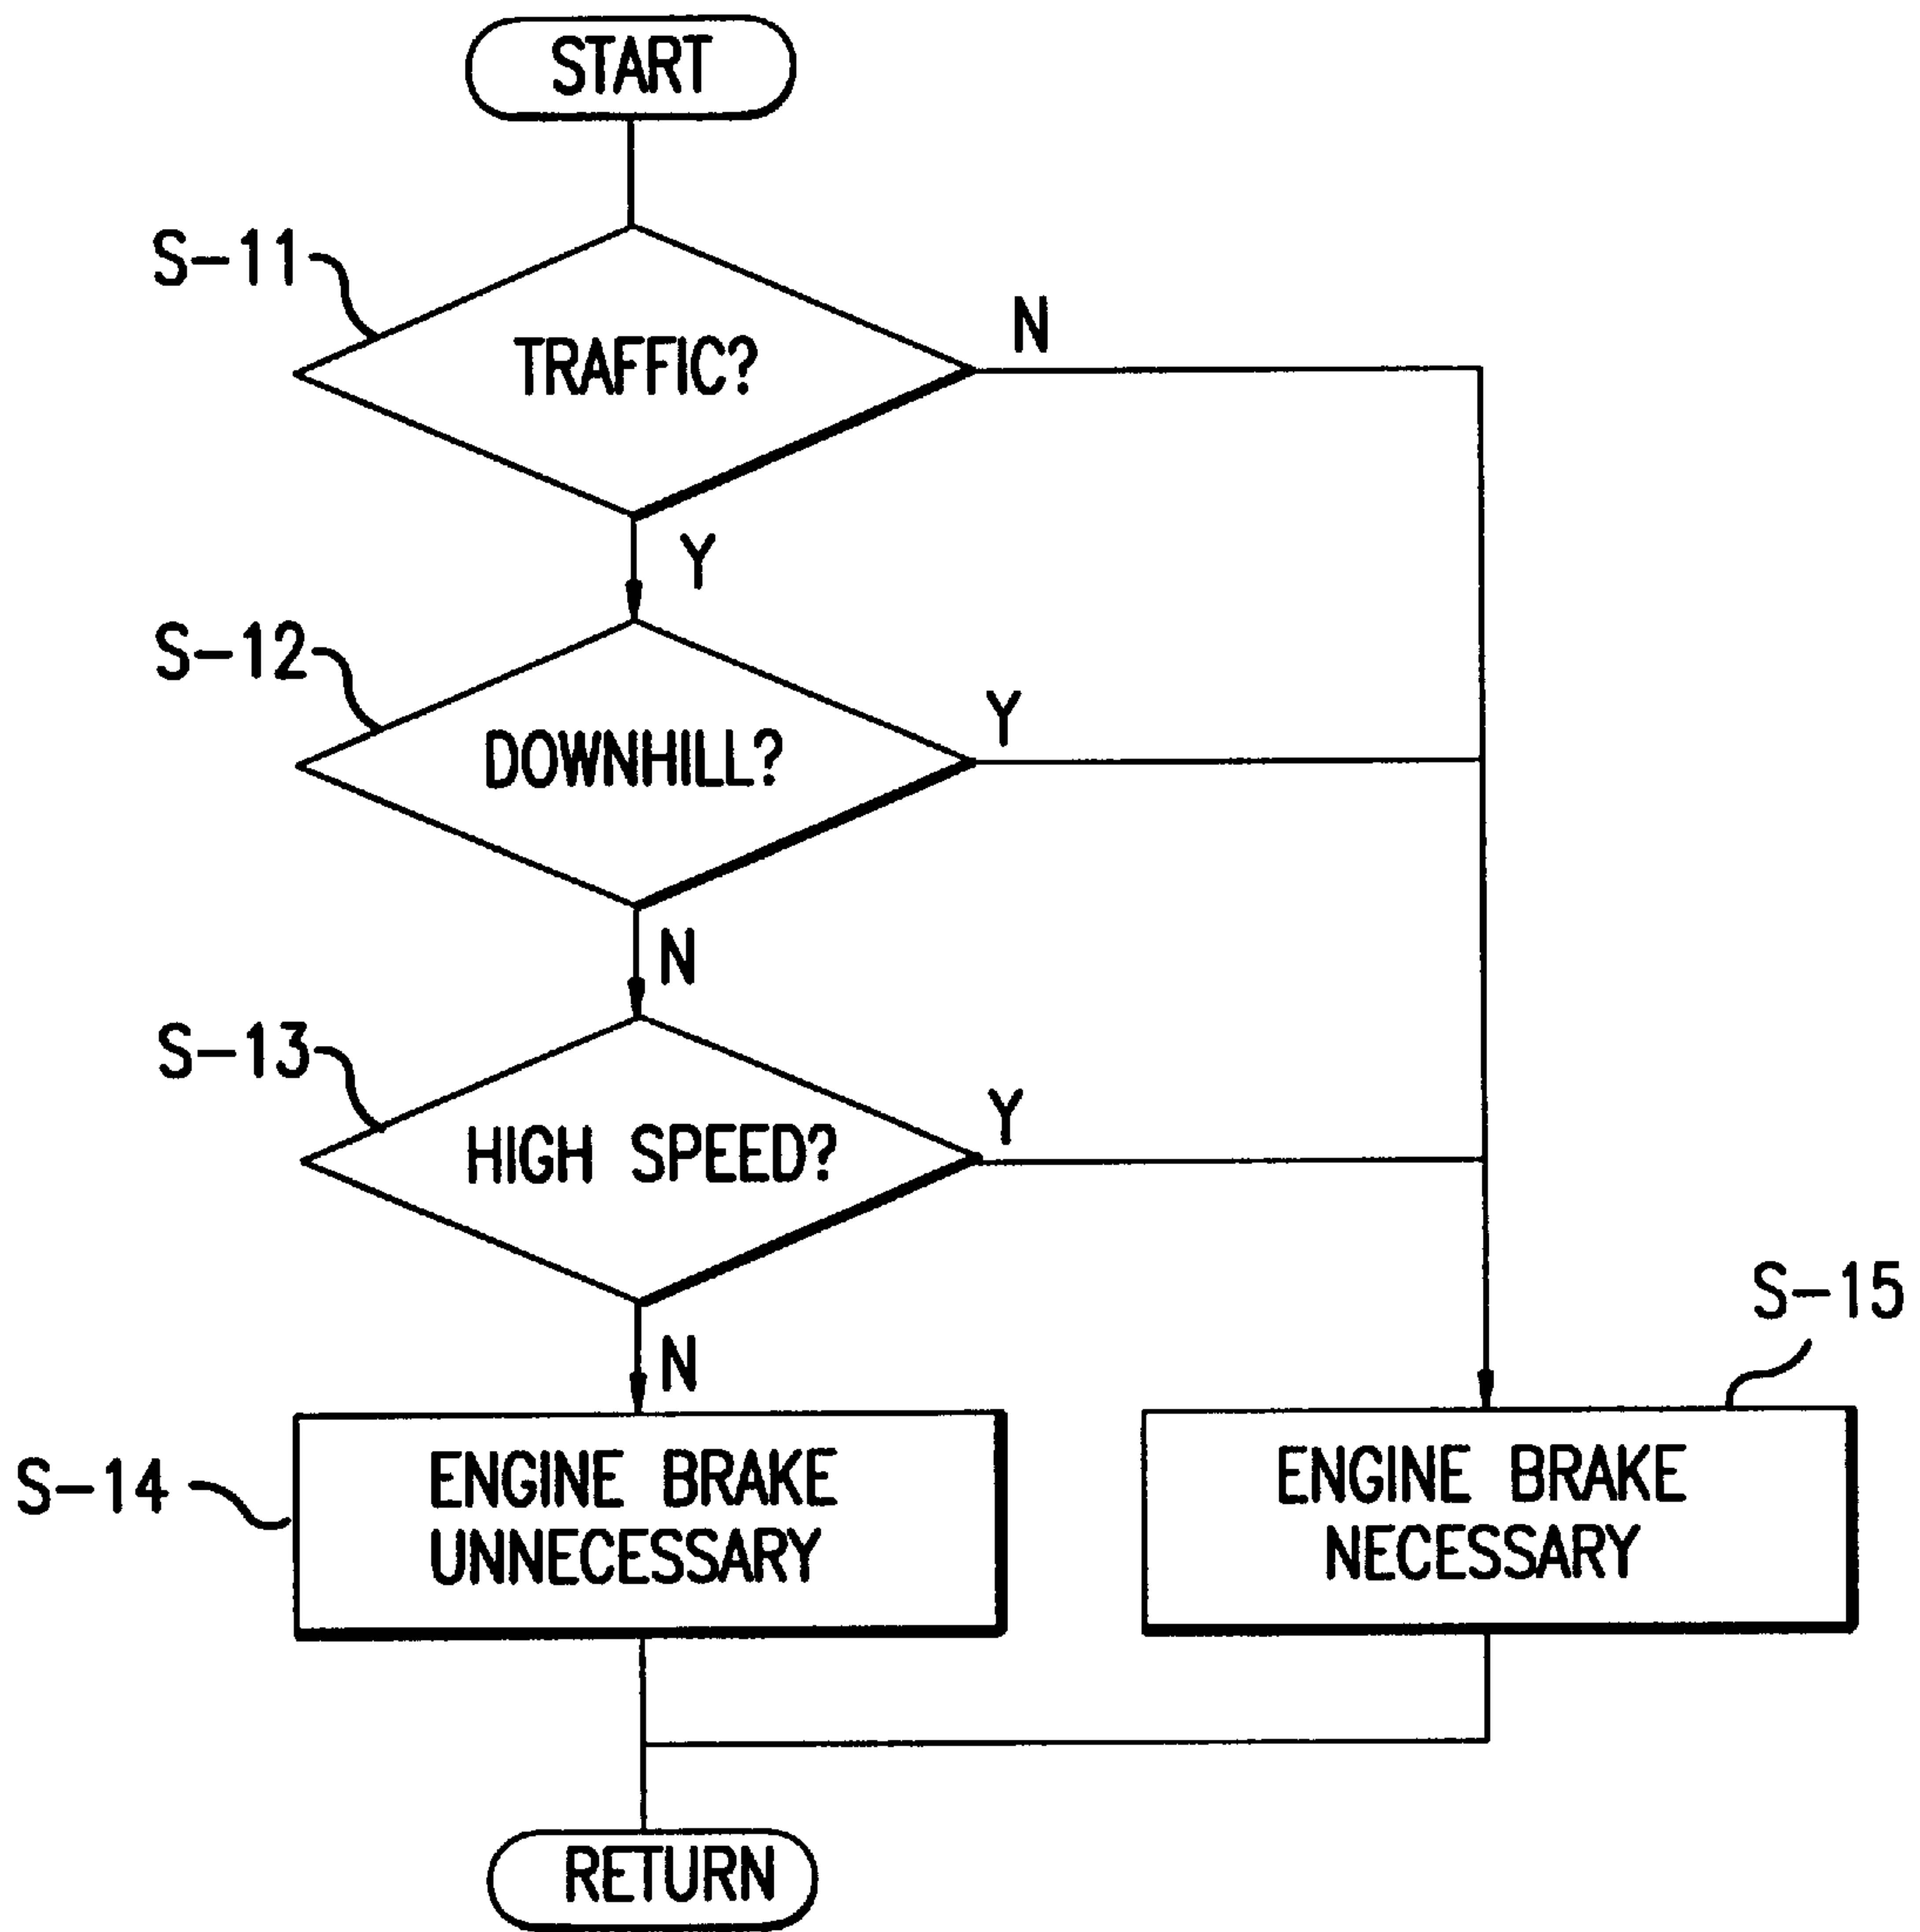 START
S-11
TRAFFIC?
N
Y
S-12
DOWNHILL?
Y
N
S-13
HIGH SPEED?
Y
N
S-15
S-14
ENGINE BRAKE
UNNECESSARY
ENGINE BRAKE
NECESSARY
RETURN